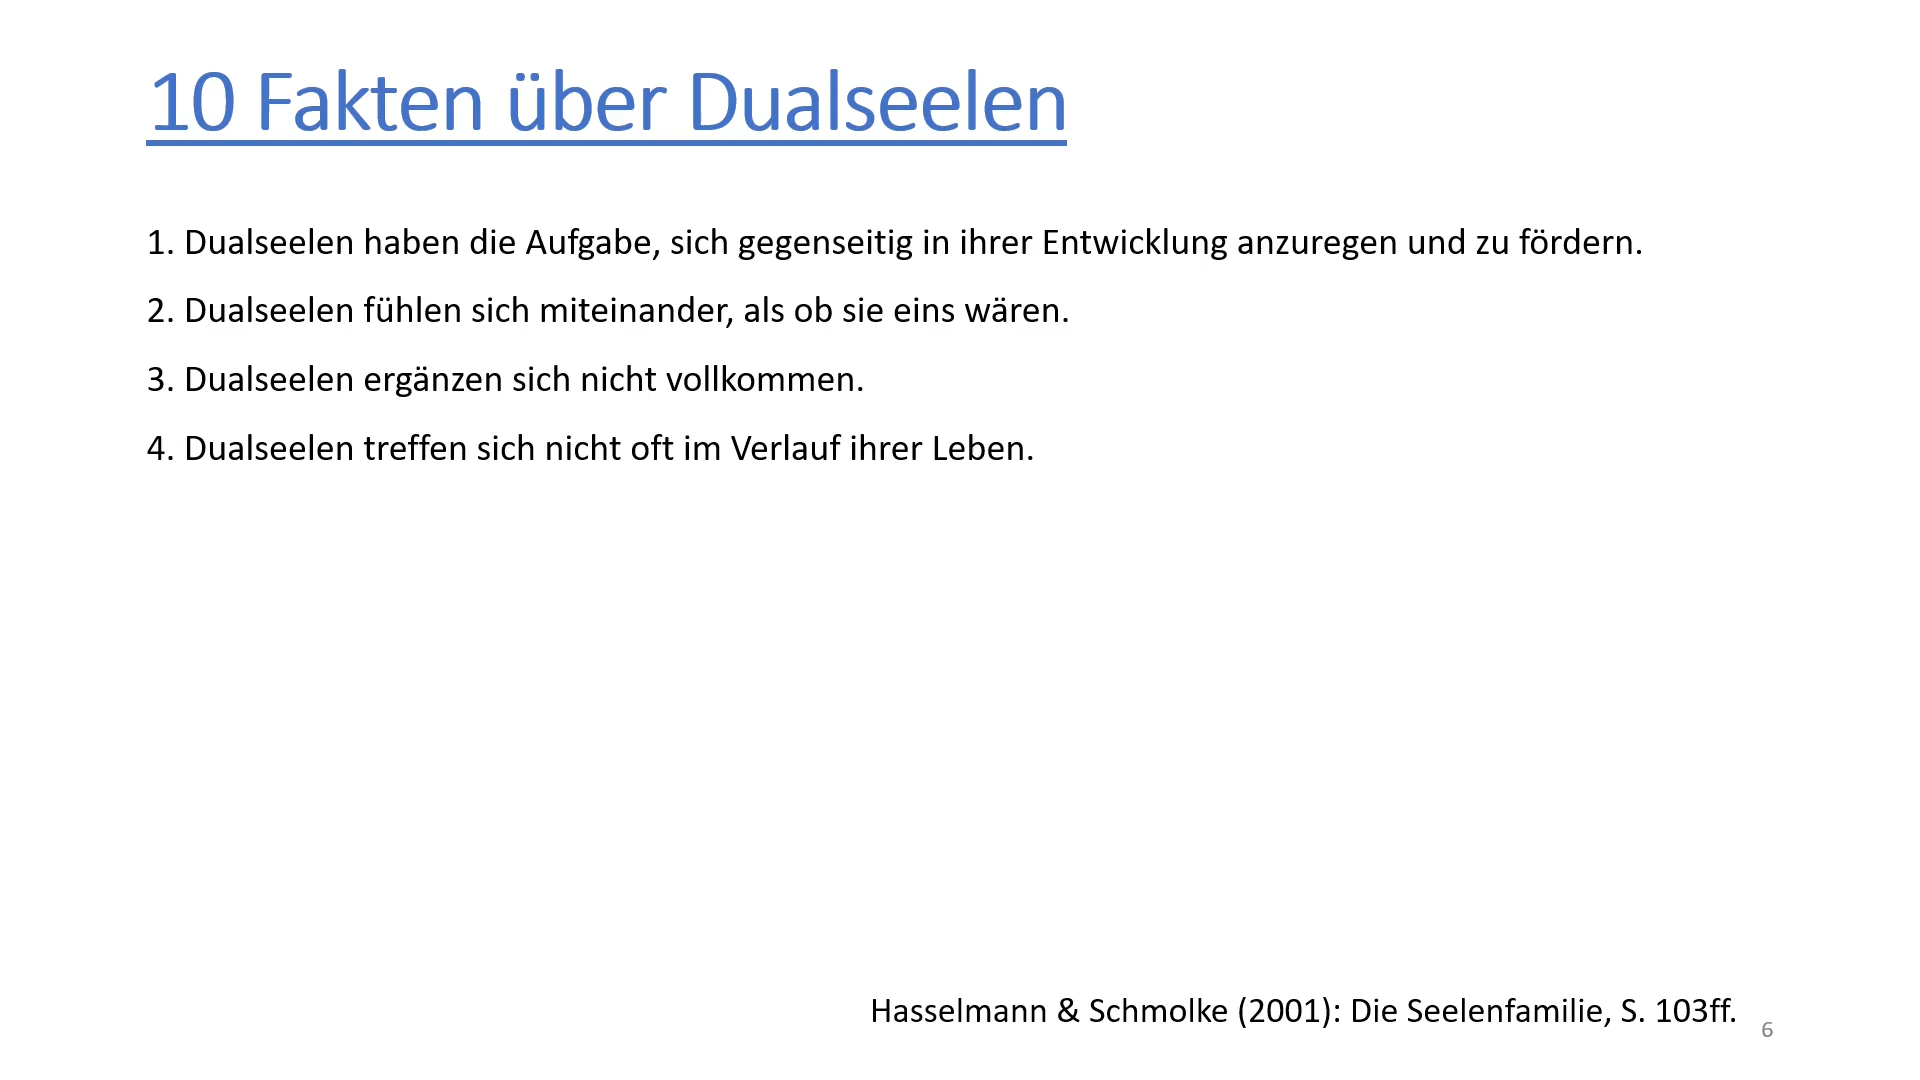 10 Fakten über Dualseelen
1. Dualseelen haben die Aufgabe, sich gegenseitig in ihrer Entwicklung anzuregen und zu fördern.
2. Dualseelen fühlen sich miteinander, als ob sie eins wären.
3. Dualseelen ergänzen sich nicht vollkommen.
4. Dualseelen treffen sich nicht oft im Verlauf ihrer Leben.
Hasselmann & Schmolke (2001): Die Seelenfamilie, S. 103ff.
6